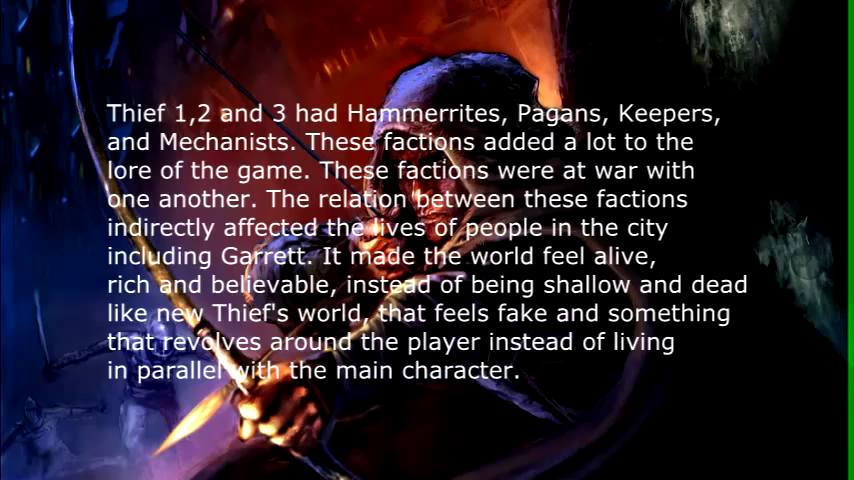 Thief 1,2 and 3 had Hammerrites, Pagans, Keepers,
and Mechanists. These factions added a lot to the
lore of the game. These factions were at war with
one another. The relation between these factions
indirectly affected the lives of people in the city
including Garrett. It made the world feel alive,
rich and believable, instead of being shallow and dead
like new Thief's world, that feels fake and something
that revolves around the player instead of living
in parallel with the main character.